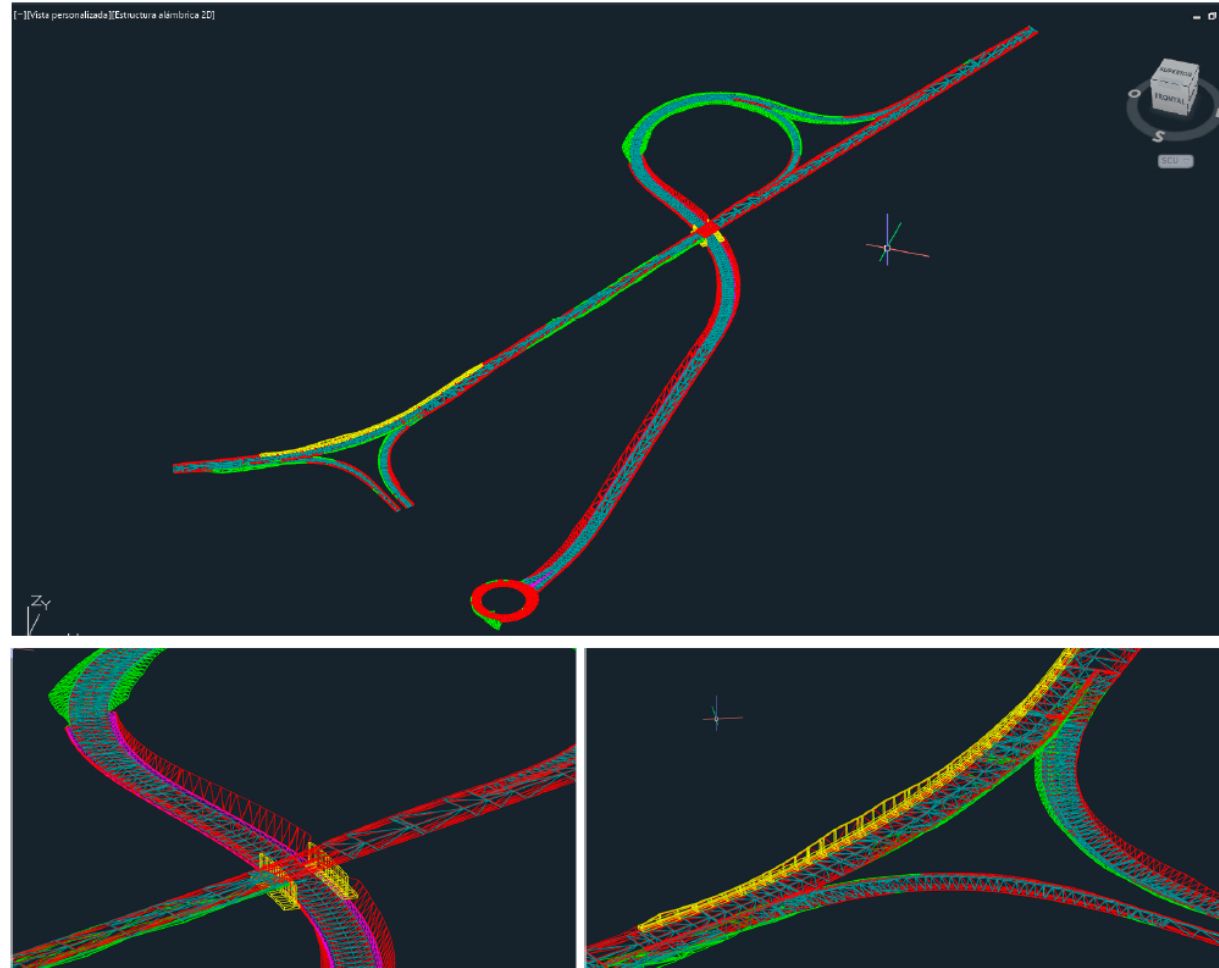 [−][Vista personalizada][Estructura alámbrica 2D]
SUPERIOR
FRONTAL
O
S
SCU
Z
Y